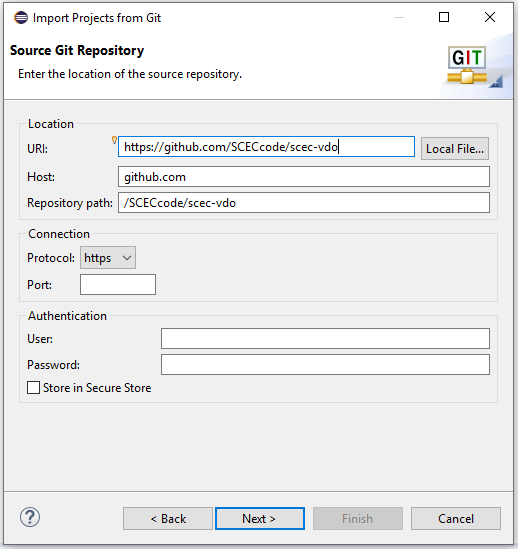 Import Projects from Git
Source Git Repository
Enter the location of the source repository.
GIT
Location
URI: https://github.com/SCECcode/scec-vdo Local File...
Host: github.com
Repository path: /SCECcode/scec-vdo
Connection
Protocol: https
Port:
Authentication
User:
Password:
Store in Secure Store
? < Back Next > Finish Cancel